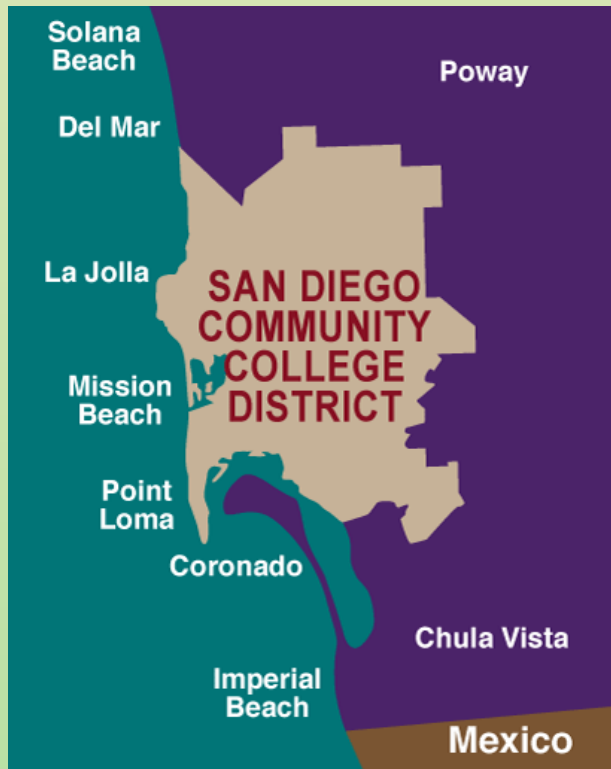 Solana
Beach
Poway
Del Mar
La Jolla
SAN DIEGO
COMMUNITY
COLLEGE
DISTRICT
Mission
Beach
Point
Loma
Coronado
Chula Vista
Imperial
Beach
Mexico